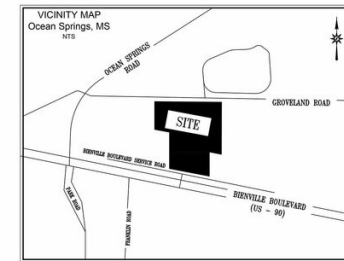 VICINITY MAP
Ocean Springs, MS
NTS
OCEAN SPRINGS
ROAD
GROVELAND ROAD
SITE
BIENVILLE BOULEVARD SERVICE ROAD
BIENVILLE BOULEVARD
(US - 90)
PARK ROAD
FRANKLIN ROAD